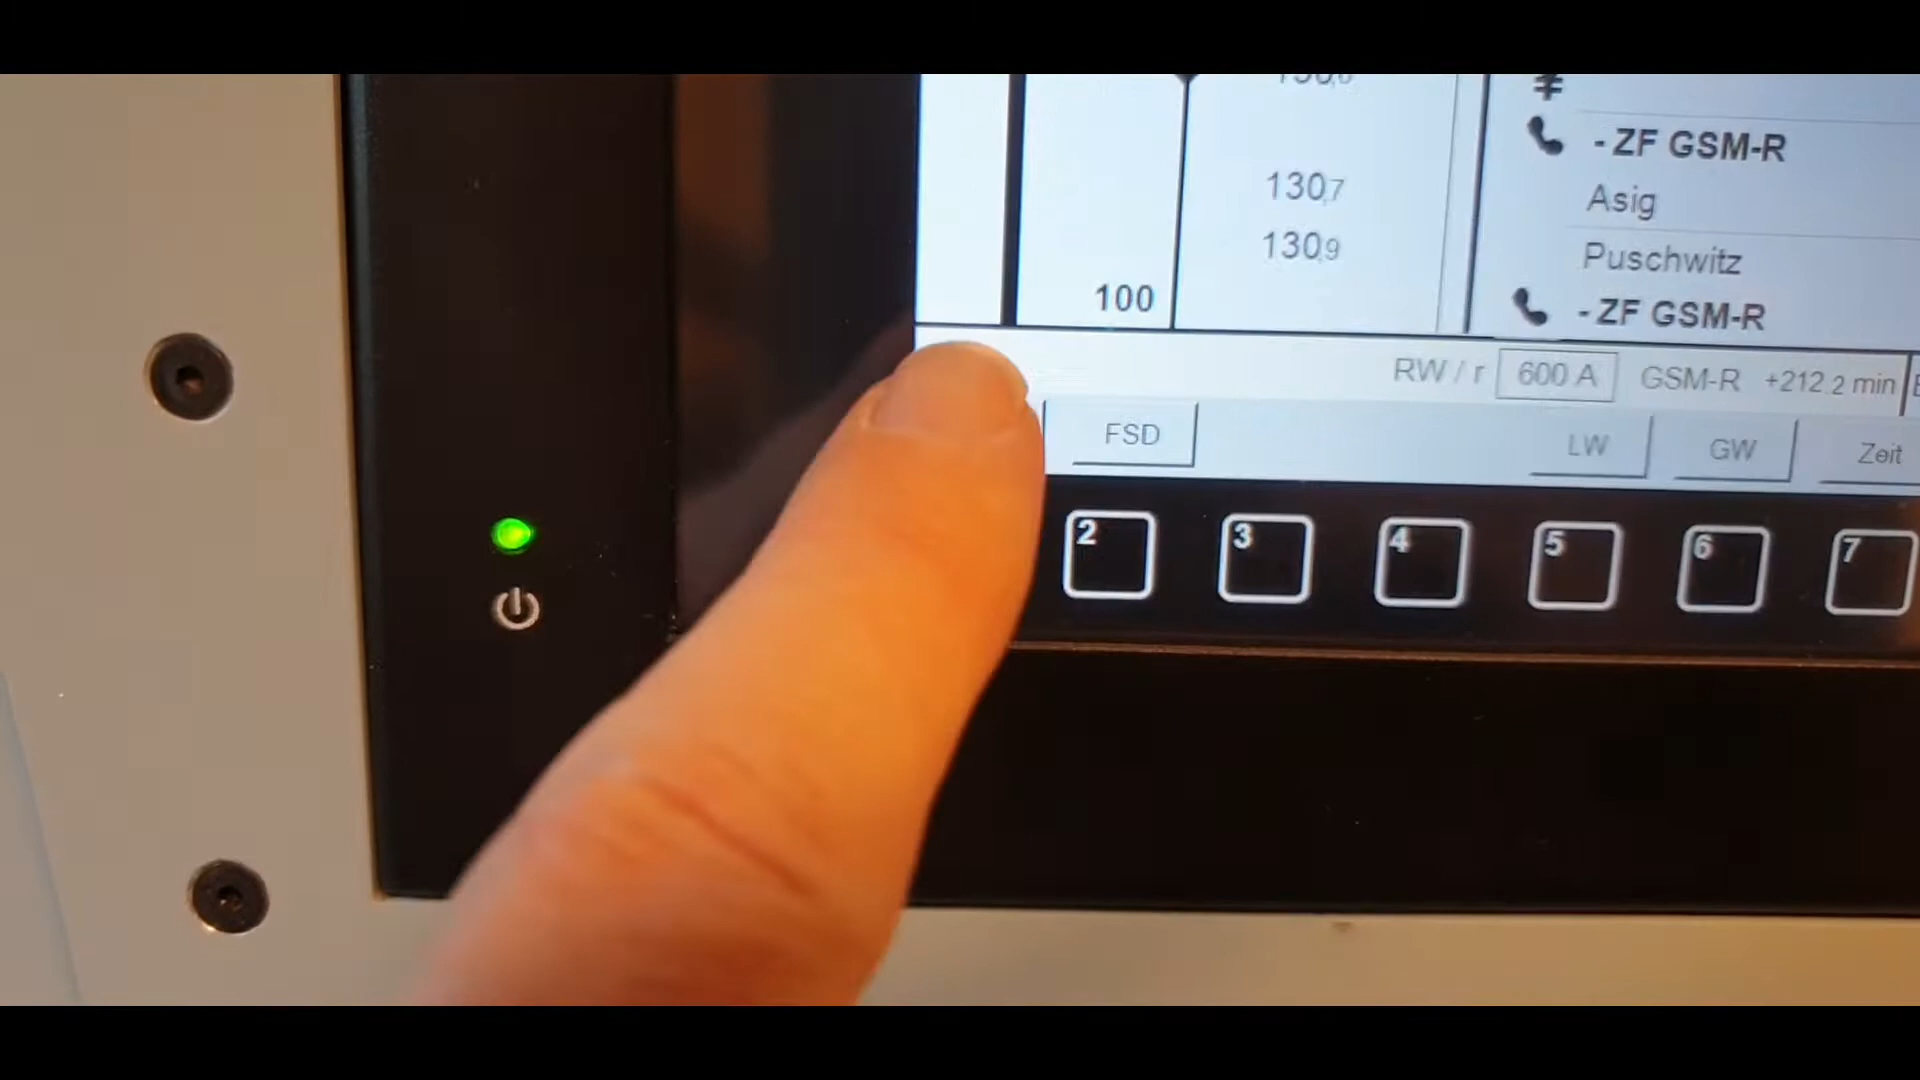 - ZF GSM-R
130,7
Asig
130,9
Puschwitz
100
- ZF GSM-R
RW / r 600 A GSM-R +212.2 min
FSD LW GW Zeit
2 3 4 5 6 7